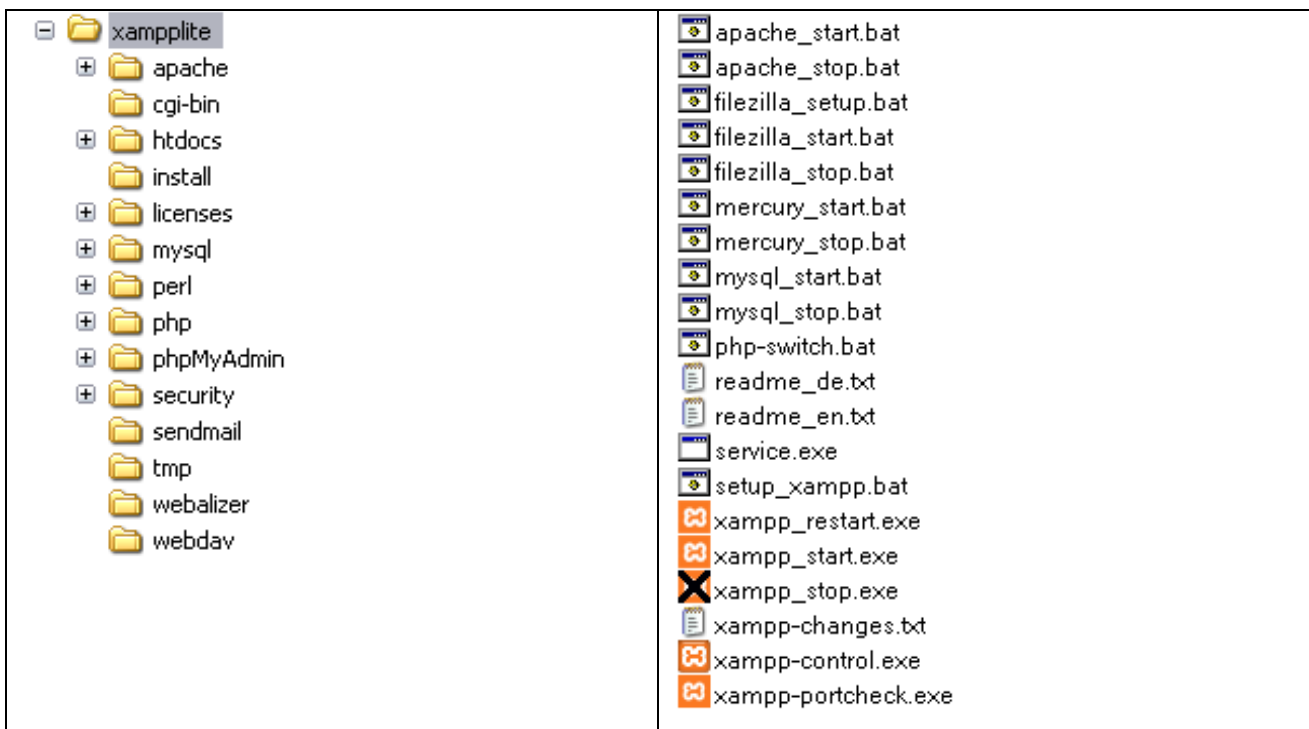 xampplite
apache
cgi-bin
htdocs
install
licenses
mysql
perl
php
phpMyAdmin
security
sendmail
tmp
webalizer
webdav
apache_start.bat
apache_stop.bat
filezilla_setup.bat
filezilla_start.bat
filezilla_stop.bat
mercury_start.bat
mercury_stop.bat
mysql_start.bat
mysql_stop.bat
php-switch.bat
readme_de.txt
readme_en.txt
service.exe
setup_xampp.bat
xampp_restart.exe
xampp_start.exe
xampp_stop.exe
xampp-changes.txt
xampp-control.exe
xampp-portcheck.exe